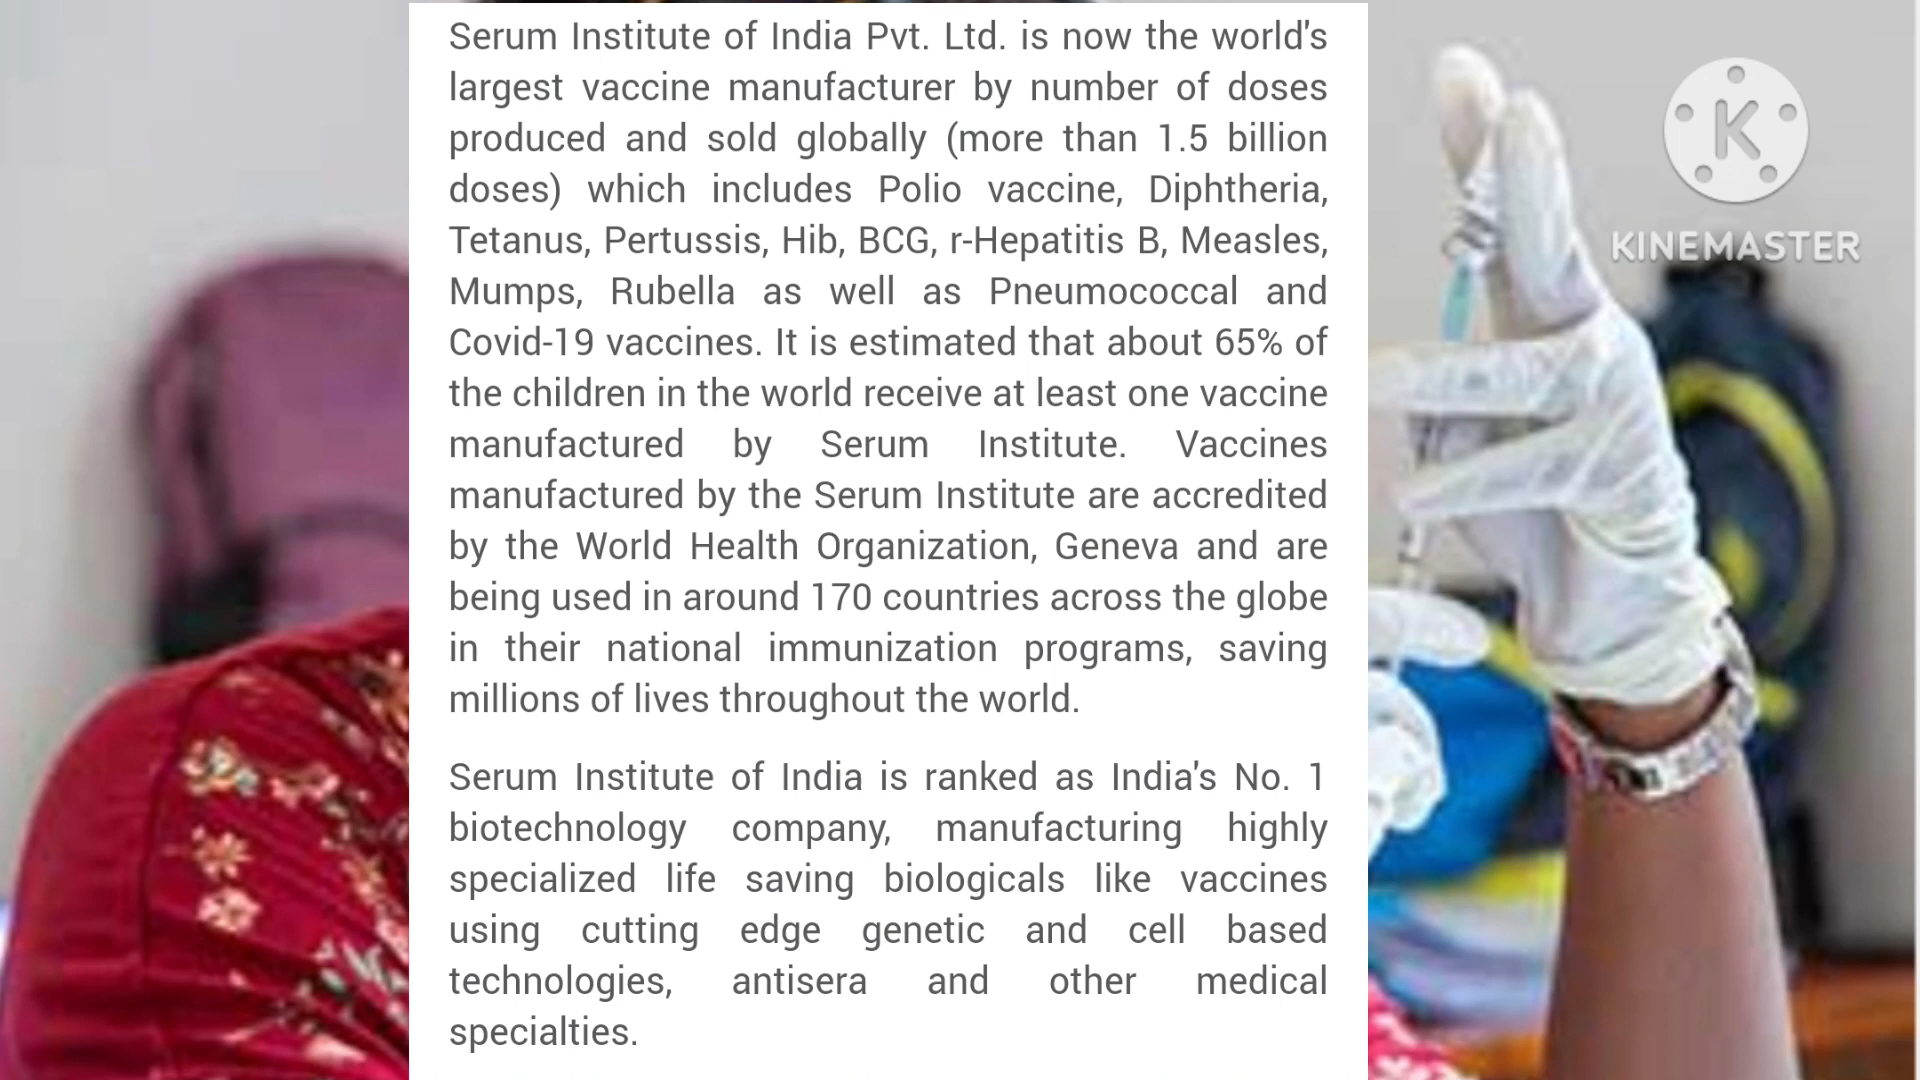 Serum Institute of India Pvt. Ltd. is now the world's
largest vaccine manufacturer by number of doses
produced and sold globally (more than 1.5 billion
doses) which includes Polio vaccine, Diphtheria,
Tetanus, Pertussis, Hib, BCG, r-Hepatitis B, Measles,
Mumps, Rubella as well as Pneumococcal and
Covid-19 vaccines. It is estimated that about 65% of
the children in the world receive at least one vaccine
manufactured by Serum Institute. Vaccines
manufactured by the Serum Institute are accredited
by the World Health Organization, Geneva and are
being used in around 170 countries across the globe
in their national immunization programs, saving
millions of lives throughout the world.
Serum Institute of India is ranked as India's No. 1
biotechnology company, manufacturing highly
specialized life saving biologicals like vaccines
using cutting edge genetic and cell based
technologies, antisera and other medical
specialties.
K
KINEMASTER